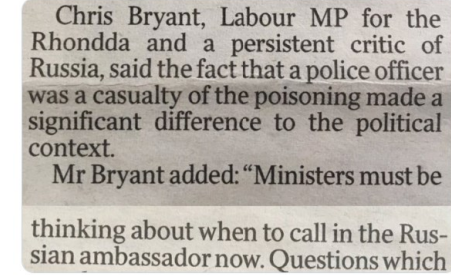 Chris Bryant, Labour MP for the
Rhondda and a persistent critic of
Russia, said the fact that a police officer
was a casualty of the poisoning made a
significant difference to the political
context.
Mr Bryant added: “Ministers must be
thinking about when to call in the Rus-
sian ambassador now. Questions which